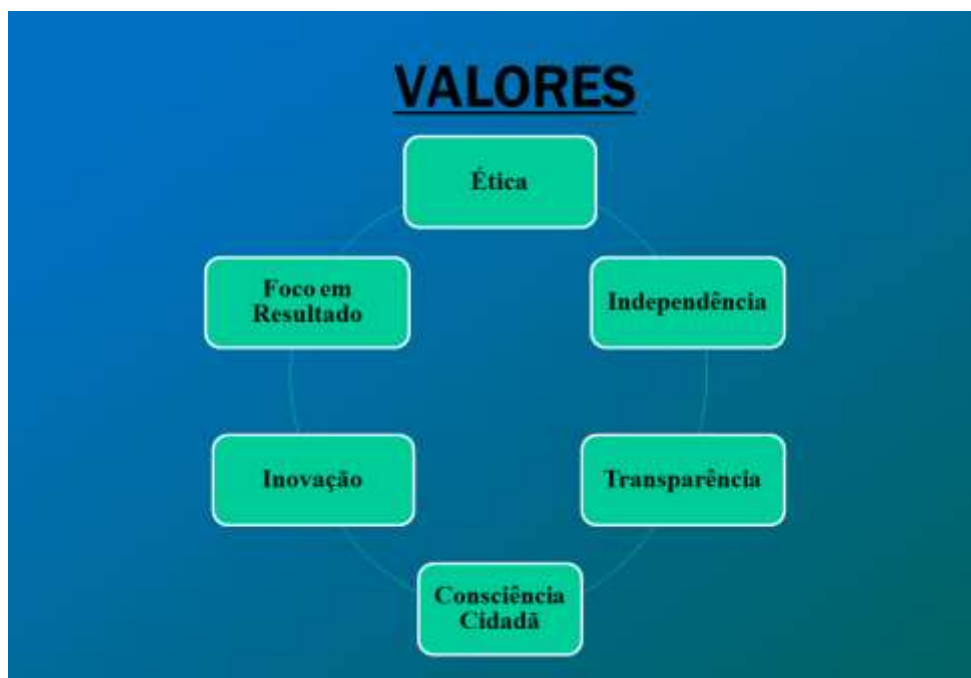 VALORES
Ética
Independência
Transparência
Consciência
Cidadã
Inovação
Foco em
Resultado